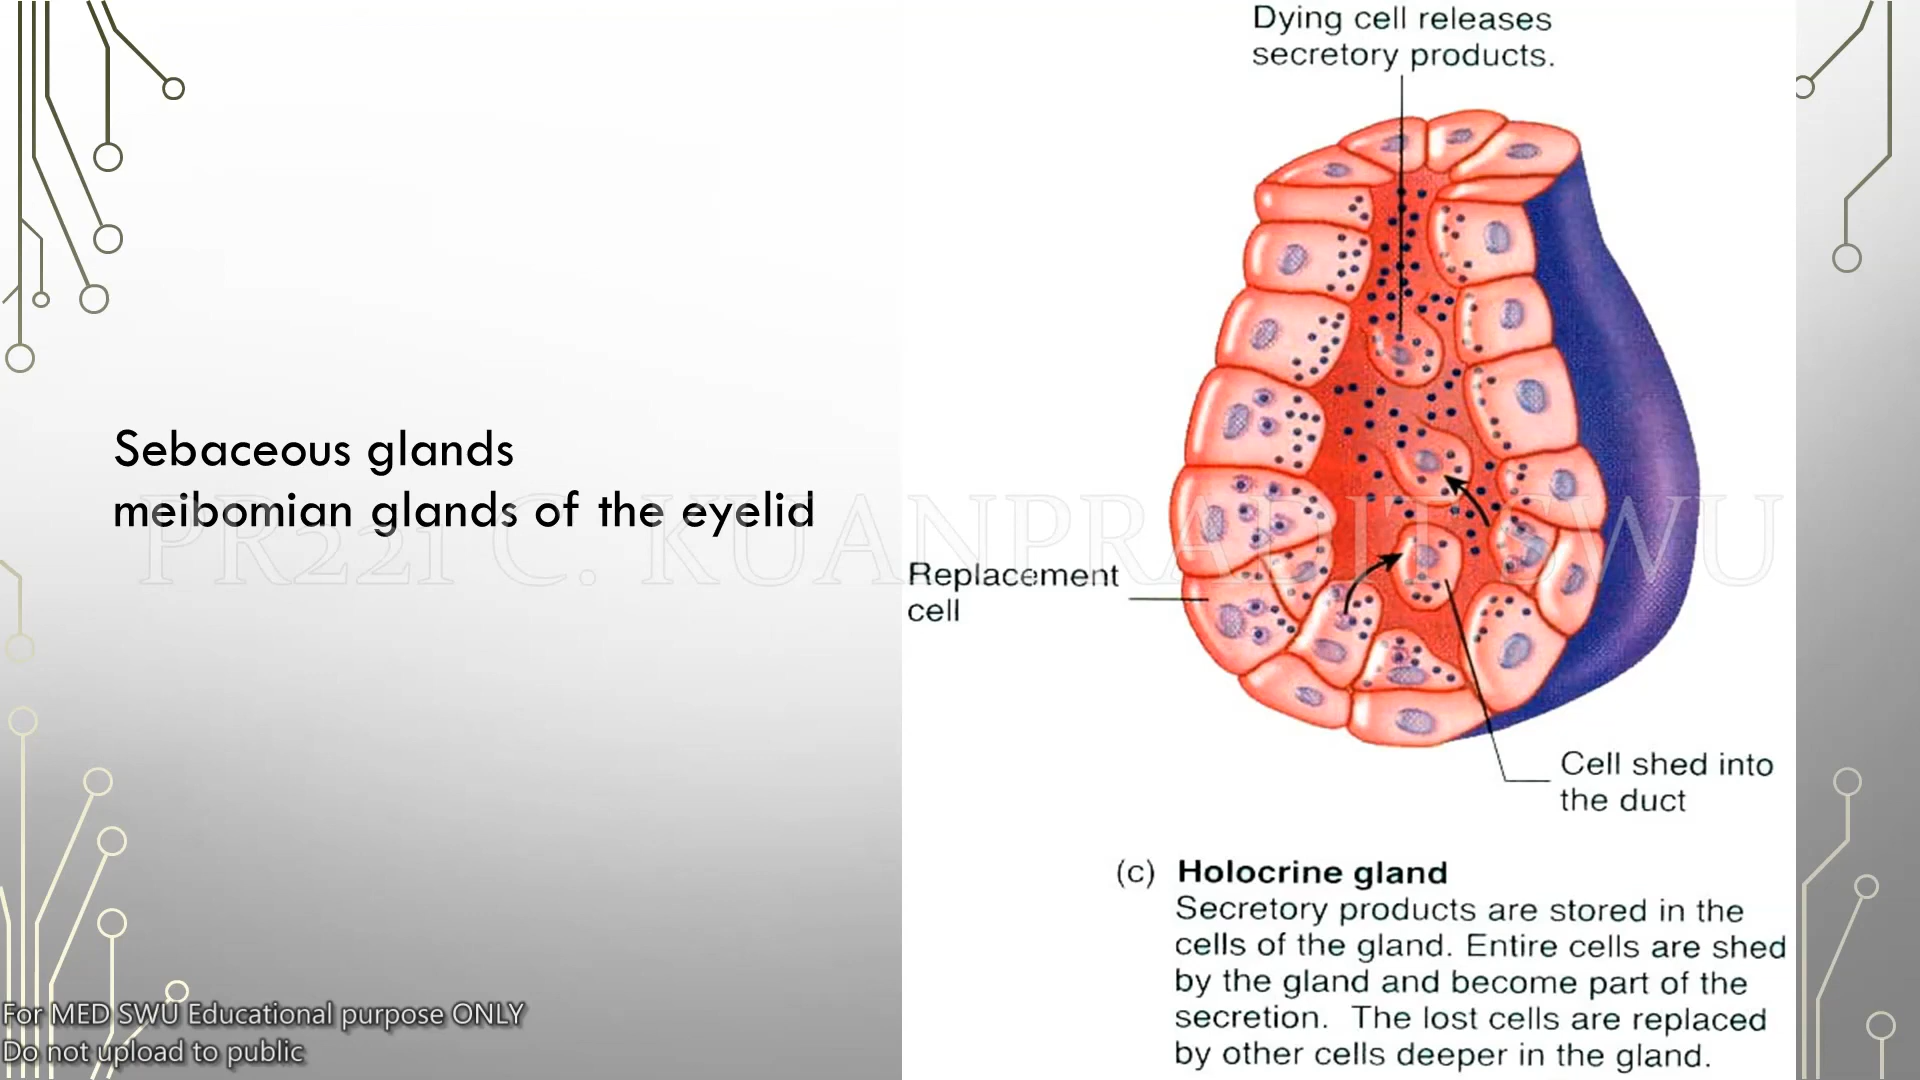 Dying cell releases
secretory products.
Sebaceous glands
meibomian glands of the eyelid
PR221 C. KUANPRADIT SWU
Replacement
cell
Cell shed into
the duct
(c) Holocrine gland
Secretory products are stored in the
cells of the gland. Entire cells are shed
by the gland and become part of the
secretion. The lost cells are replaced
by other cells deeper in the gland.
For MED SWU Educational purpose ONLY
Do not upload to public